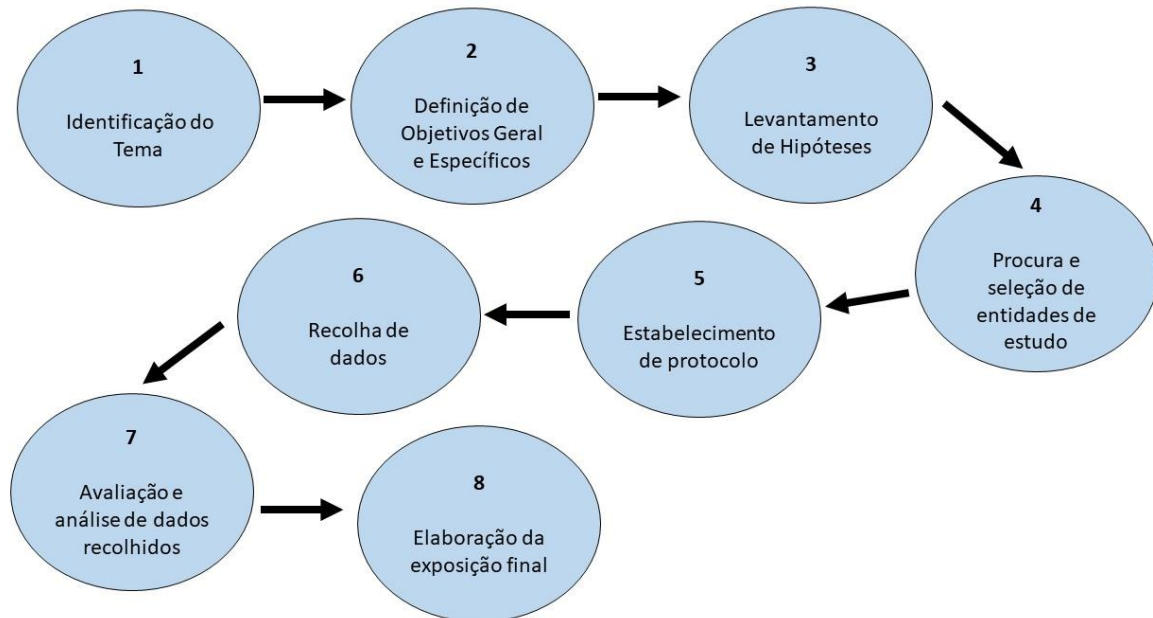 1
Identificação do
Tema
2
Definição de
Objetivos Geral
e Específicos
3
Levantamento
de Hipóteses
4
Procura e
seleção de
entidades de
estudo
5
Estabelecimento
de protocolo
6
Recolha de
dados
7
Avaliação e
análise de dados
recolhidos
8
Elaboração da
exposição final